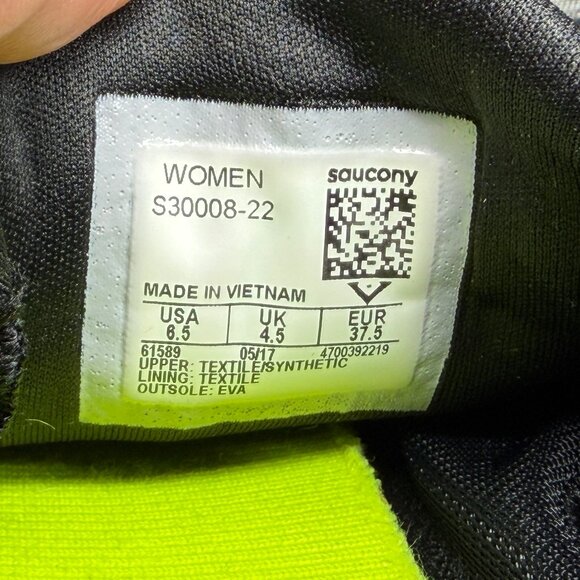 WOMEN
saucony
S30008-22
MADE IN VIETNAM
USA UK EUR
6.5 4.5 37.5
61589 05/17 4700392219
UPPER: TEXTILE/SYNTHETIC
LINING: TEXTILE
OUTSOLE: EVA